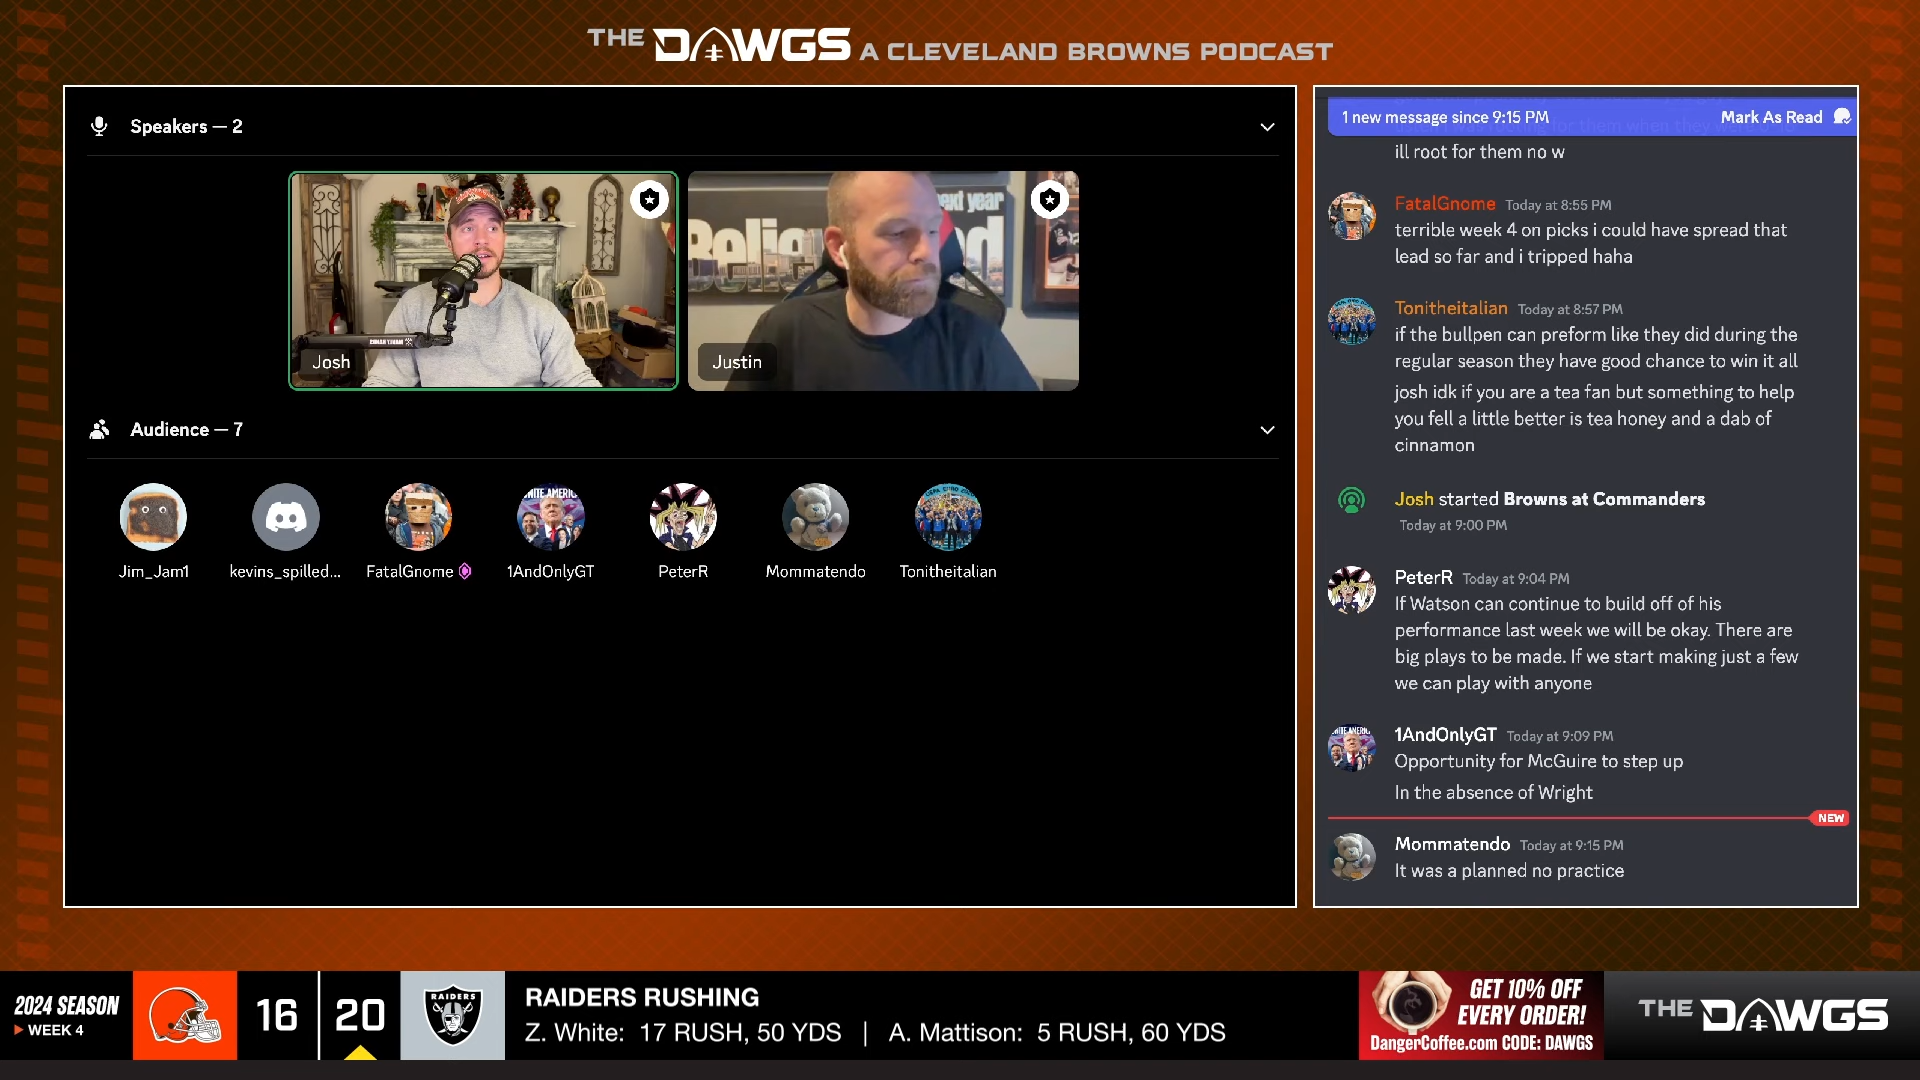 THE DAWGS A CLEVELAND BROWNS PODCAST
Speakers — 2
Josh
Justin
Audience — 7
Jim_Jam1
kevins_spilled...
FatalGnome
1AndOnlyGT
PeterR
Mommatendo
Tonitheitalian
1 new message since 9:15 PM
Mark As Read
ill root for them no w
FatalGnome Today at 8:55 PM
terrible week 4 on picks i could have spread that
lead so far and i tripped haha
Tonitheitalian Today at 8:57 PM
if the bullpen can preform like they did during the
regular season they have good chance to win it all
josh idk if you are a tea fan but something to help
you fell a little better is tea honey and a dab of
cinnamon
Josh started Browns at Commanders
Today at 9:00 PM
PeterR Today at 9:04 PM
If Watson can continue to build off of his
performance last week we will be okay. There are
big plays to be made. If we start making just a few
we can play with anyone
1AndOnlyGT Today at 9:09 PM
Opportunity for McGuire to step up
In the absence of Wright
NEW
Mommatendo Today at 9:15 PM
It was a planned no practice
2024 SEASON
WEEK 4
16
20
RAIDERS
RAIDERS RUSHING
Z. White: 17 RUSH, 50 YDS | A. Mattison: 5 RUSH, 60 YDS
GET 10% OFF
EVERY ORDER!
DangerCoffee.com CODE: DAWGS
THE DAWGS